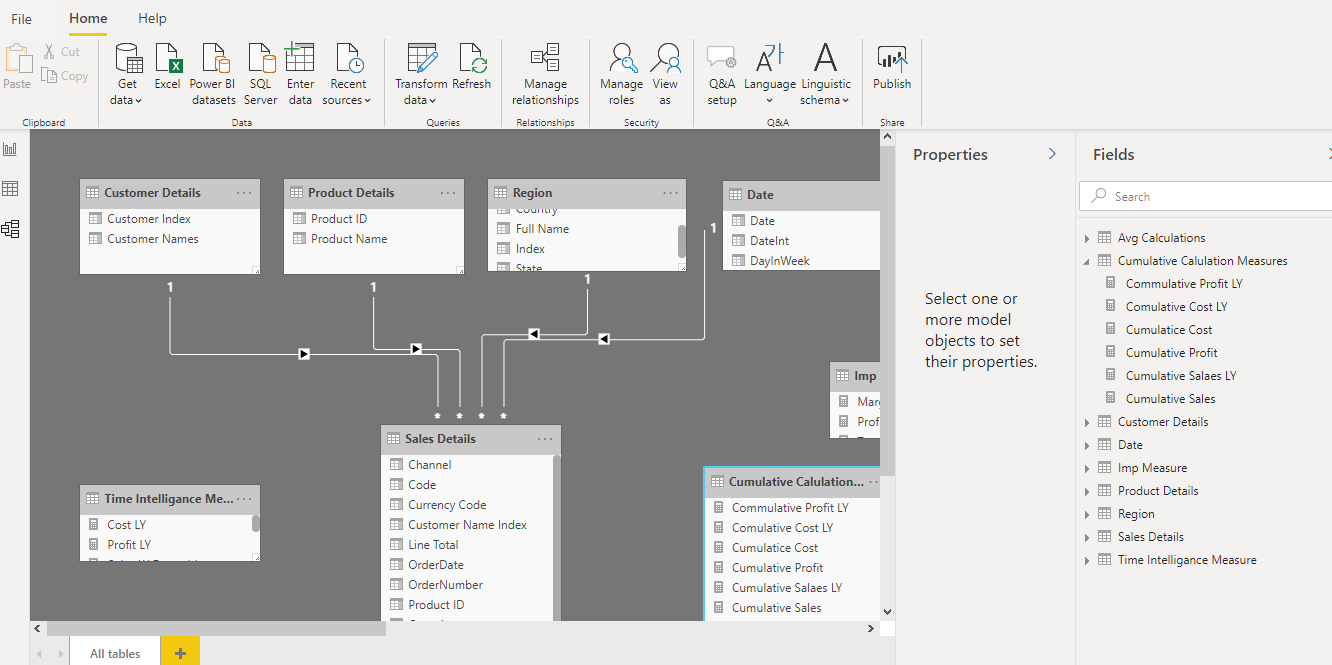 File
Home
Help
Paste
Cut
Copy
Clipboard
Get data
Excel
Power BI datasets
SQL Server
Enter data
Recent sources
Data
Transform data
Refresh
Queries
Manage relationships
Relationships
Manage roles
View as
Security
Q&A setup
Language
Linguistic schema
Q&A
Publish
Share
Customer Details
Customer Index
Customer Names
Product Details
Product ID
Product Name
Region
Country
Full Name
Index
State
Date
Date
DateInt
DayInWeek
1
1
1
1
* * * *
Sales Details
Channel
Code
Currency Code
Customer Name Index
Line Total
OrderDate
OrderNumber
Product ID
Time Intelligance Me...
Cost LY
Profit LY
Imp
Cumulative Calulation...
Commulative Profit LY
Comulative Cost LY
Cumulatice Cost
Cumulative Profit
Cumulative Salaes LY
Cumulative Sales
All tables
Properties
Select one or
more model
objects to set
their properties.
Fields
Search
Avg Calculations
Cumulative Calulation Measures
Commulative Profit LY
Comulative Cost LY
Cumulatice Cost
Cumulative Profit
Cumulative Salaes LY
Cumulative Sales
Customer Details
Date
Imp Measure
Product Details
Region
Sales Details
Time Intelligance Measure